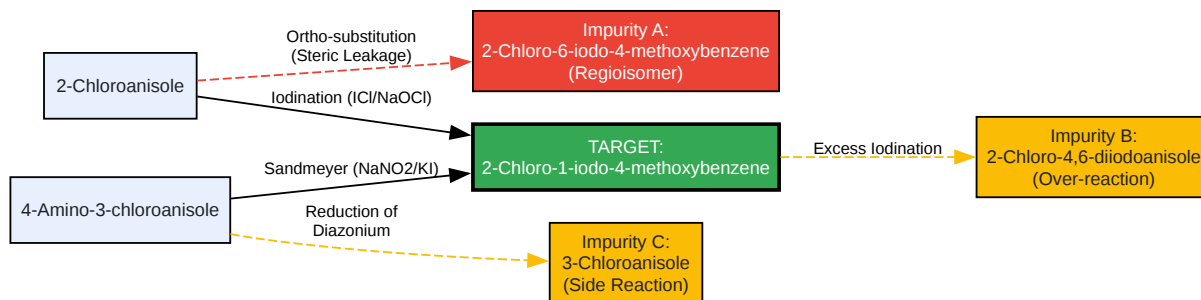 Ortho-substitution
(Steric Leakage)
Impurity A:
2-Chloro-6-iodo-4-methoxybenzene
(Regioisomer)
2-Chloroanisole
Iodination (ICl/NaOCl)
TARGET:
2-Chloro-1-iodo-4-methoxybenzene
Excess Iodination
Impurity B:
2-Chloro-4,6-diiodoanisole
(Over-reaction)
Sandmeyer (NaNO2/KI)
4-Amino-3-chloroanisole
Reduction of
Diazonium
Impurity C:
3-Chloroanisole
(Side Reaction)